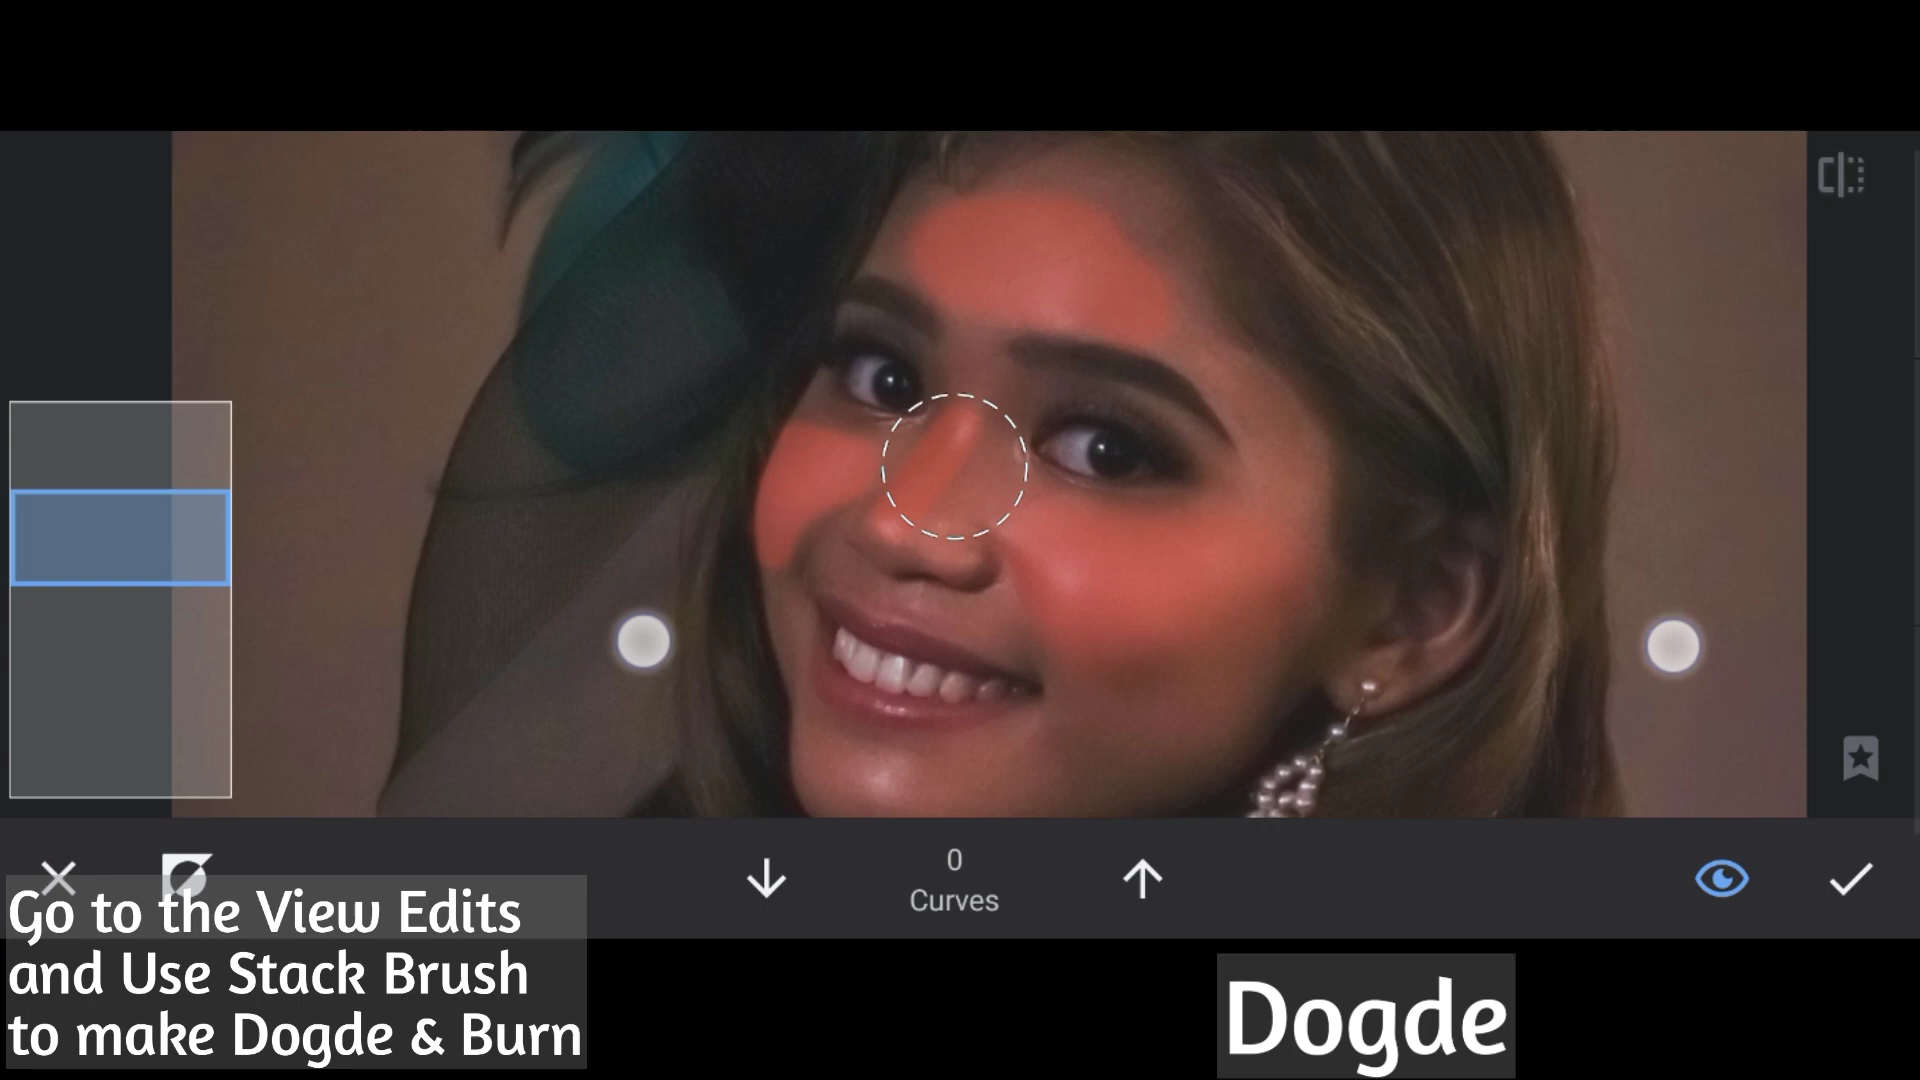 0
Curves
Go to the View Edits
and Use Stack Brush
to make Dogde & Burn
Dogde